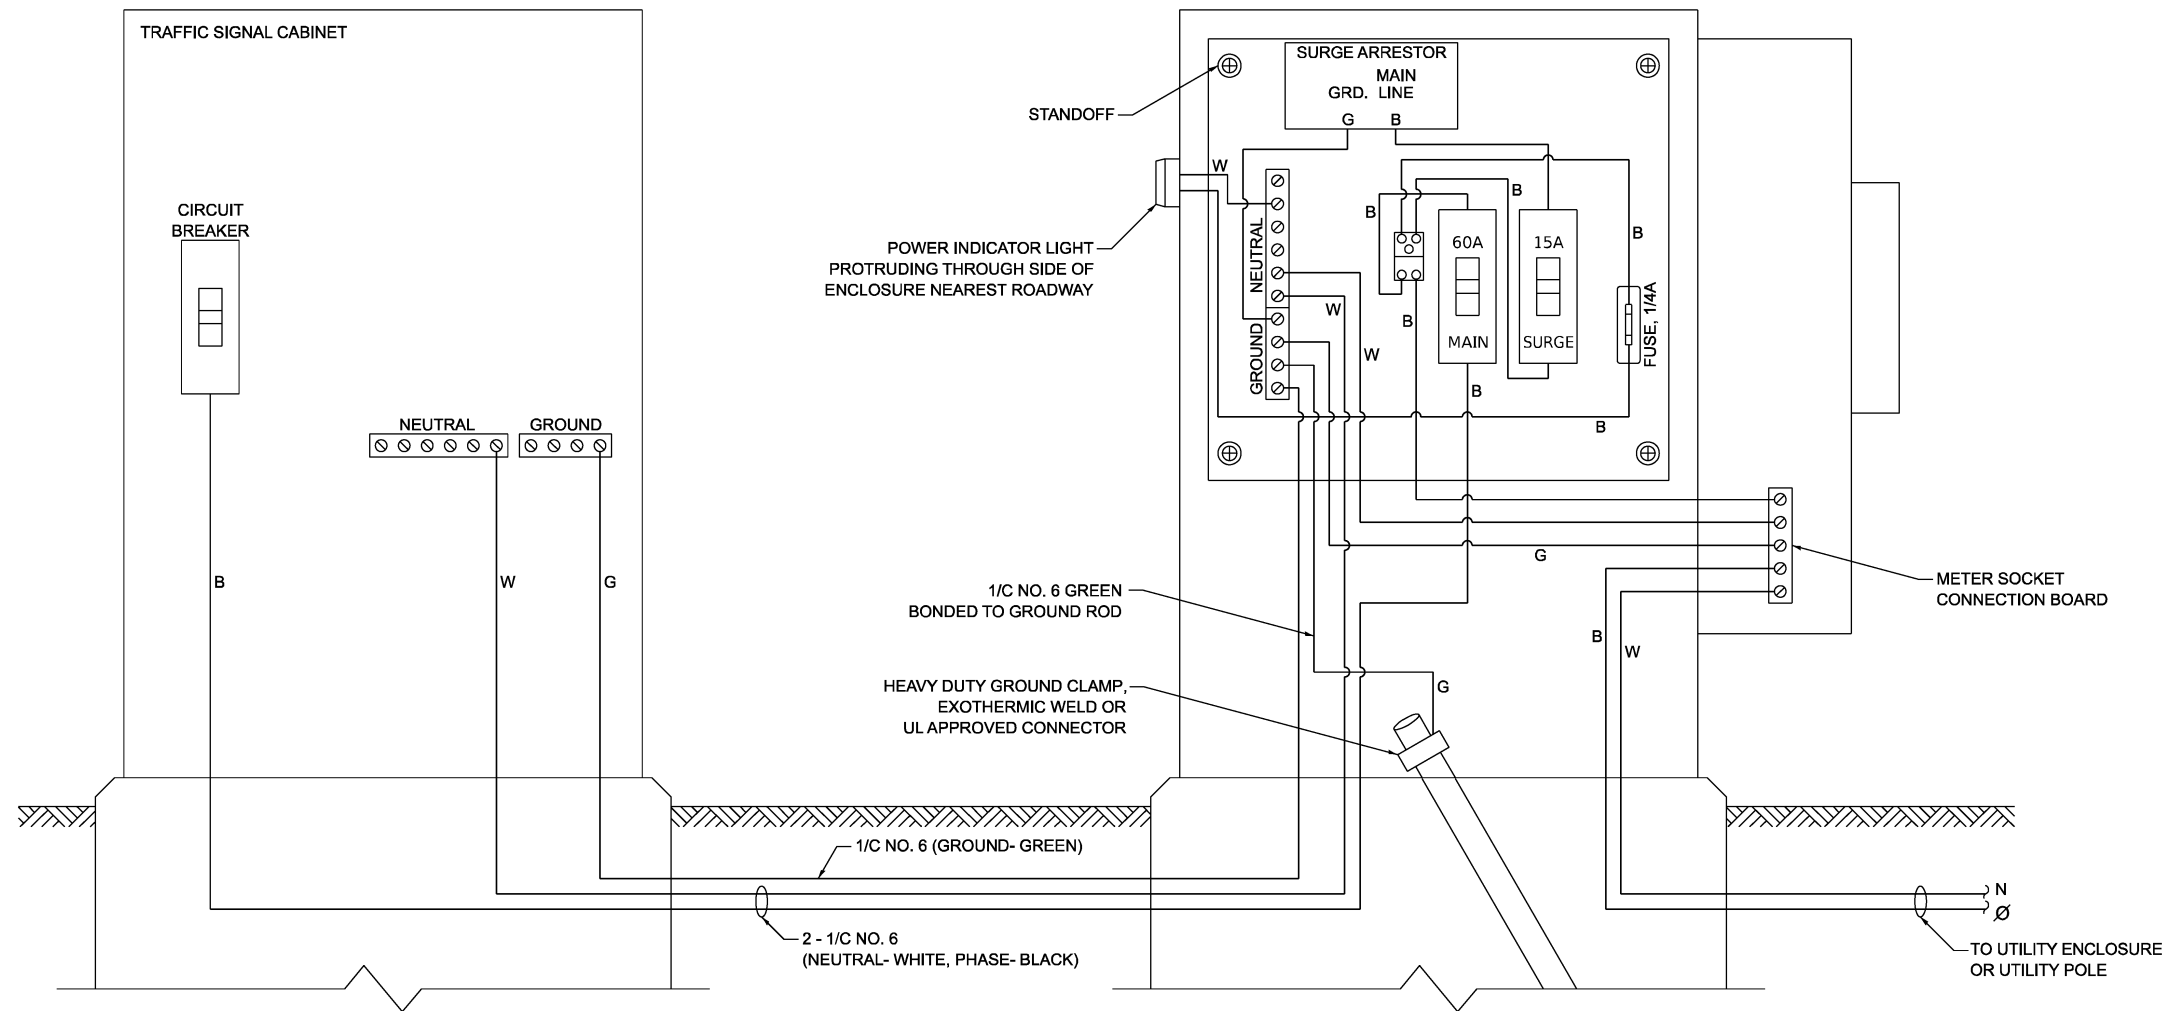 TRAFFIC SIGNAL CABINET
CIRCUIT
BREAKER
NEUTRAL
GROUND
B
W
G
SURGE ARRESTOR
MAIN
GRD. LINE
G
B
STANDOFF
W
POWER INDICATOR LIGHT
PROTRUDING THROUGH SIDE OF
ENCLOSURE NEAREST ROADWAY
NEUTRAL
GROUND
B
B
B
60A
MAIN
15A
SURGE
FUSE, 1/4A
W
B
W
B
B
G
1/C NO. 6 GREEN
BONDED TO GROUND ROD
METER SOCKET
CONNECTION BOARD
B
W
HEAVY DUTY GROUND CLAMP,
EXOTHERMIC WELD OR
UL APPROVED CONNECTOR
G
1/C NO. 6 (GROUND- GREEN)
2 - 1/C NO. 6
(NEUTRAL- WHITE, PHASE- BLACK)
N
Ø
TO UTILITY ENCLOSURE
OR UTILITY POLE